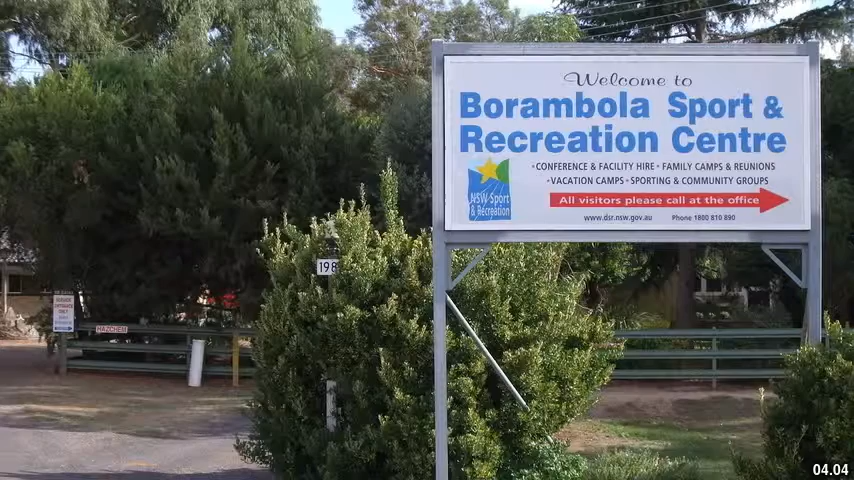 Welcome to
Borambola Sport &
Recreation Centre
•CONFERENCE & FACILITY HIRE • FAMILY CAMPS & REUNIONS
•VACATION CAMPS • SPORTING & COMMUNITY GROUPS
NSW Sport
& Recreation
All visitors please call at the office
www.dsr.nsw.gov.au Phone 1800 810 890
198
HAZCHEM
04.04